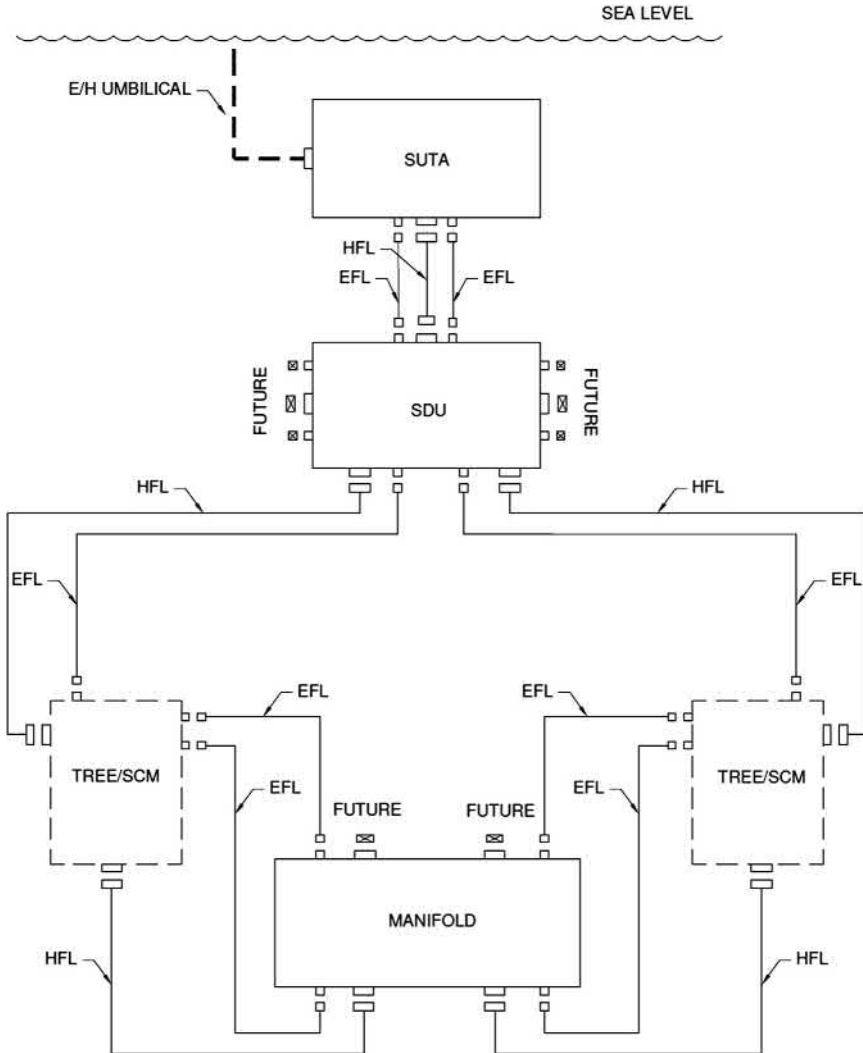 SEA LEVEL
E/H UMBILICAL
SUTA
HFL
EFL
EFL
FUTURE
SDU
FUTURE
HFL
HFL
EFL
EFL
EFL
EFL
TREE/SCM
TREE/SCM
EFL
EFL
FUTURE
FUTURE
MANIFOLD
HFL
HFL